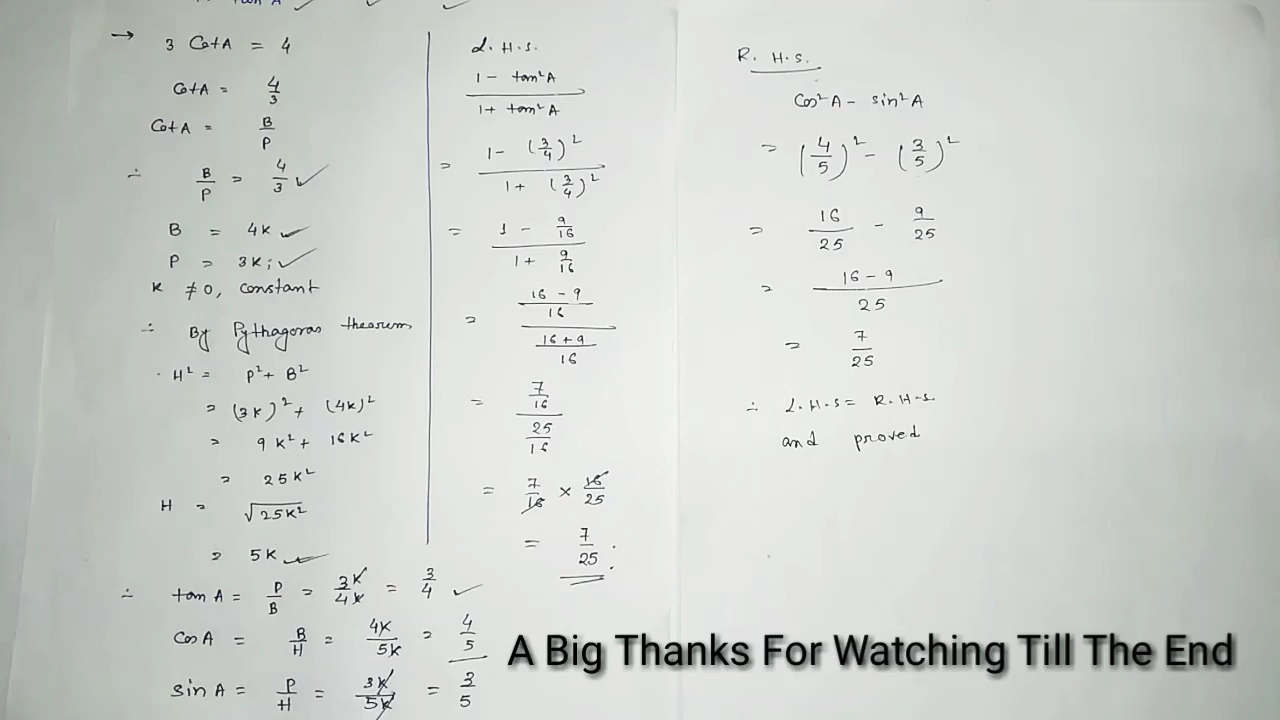 tan A ✓ ✓ ✓
→ 3 Cot A = 4
Cot A = 4/3
Cot A = B/P
∴ B/P = 4/3 ✓
B = 4K ✓
P = 3K; ✓
K ≠ 0, constant
∴ By Pythagoras theorem
H² = P² + B²
= (3K)² + (4K)²
= 9K² + 16K²
= 25K²
H = √25K²
= 5K ✓
∴ tan A = P/B = 3K/4K = 3/4 ✓
Cos A = B/H = 4K/5K = 4/5
sin A = P/H = 3K/5K = 3/5
L.H.S.
1 - tan²A / 1 + tan²A
= 1 - (3/4)² / 1 + (3/4)²
= 1 - 9/16 / 1 + 9/16
= 16 - 9/16 / 16 + 9/16
= 7/16 / 25/16
= 7/16 × 16/25
= 7/25 .
R. H.S.
Cos²A - sin²A
= (4/5)² - (3/5)²
= 16/25 - 9/25
= 16 - 9 / 25
= 7/25
∴ L.H.S = R.H.S.
and proved
A Big Thanks For Watching Till The End